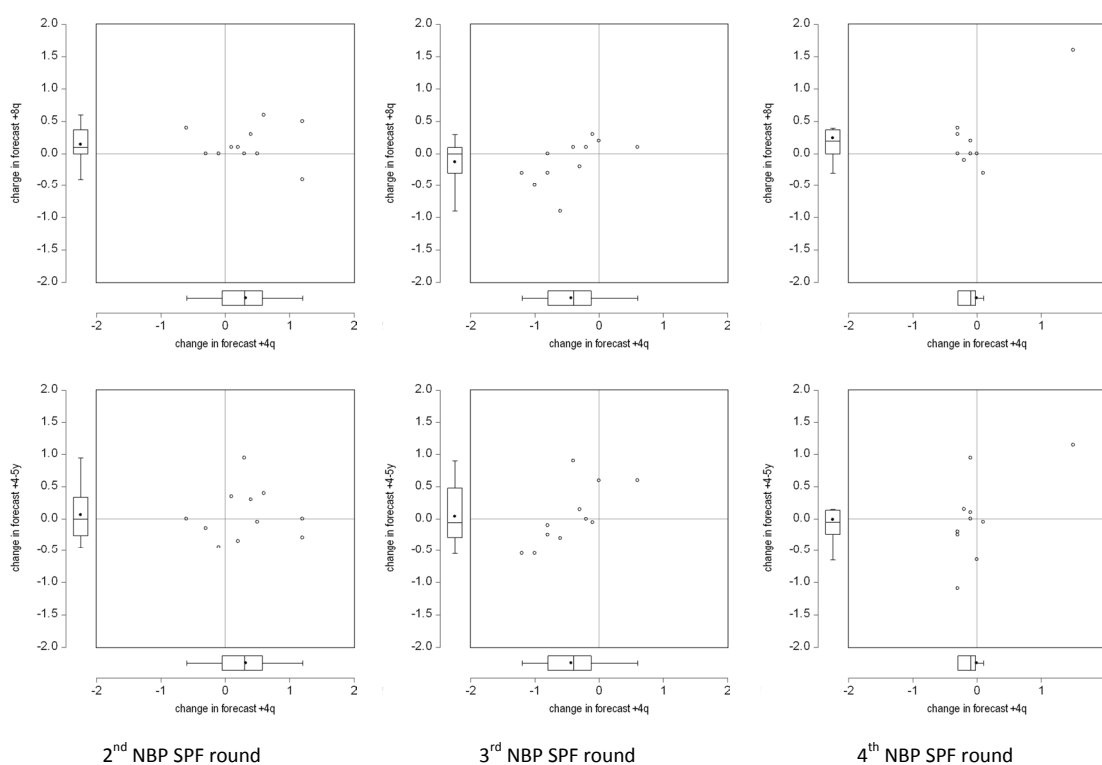 2.0 2.0 2.0
1.5 1.5 1.5
1.0 1.0 1.0
0.5 0.5 0.5
0.0 0.0 0.0
-0.5 -0.5 -0.5
-1.0 -1.0 -1.0
-1.5 -1.5 -1.5
-2.0 -2.0 -2.0
change in forecast +8q change in forecast +8q change in forecast +8q
-2 -1 0 1 2 -2 -1 0 1 2 -2 -1 0 1
change in forecast +4q change in forecast +4q change in forecast +4q
2.0 2.0 2.0
1.5 1.5 1.5
1.0 1.0 1.0
0.5 0.5 0.5
0.0 0.0 0.0
-0.5 -0.5 -0.5
-1.0 -1.0 -1.0
-1.5 -1.5 -1.5
-2.0 -2.0 -2.0
change in forecast +4-5y change in forecast +4-5y change in forecast +4-5y
-2 -1 0 1 2 -2 -1 0 1 2 -2 -1 0 1
change in forecast +4q change in forecast +4q change in forecast +4q
2nd NBP SPF round 3rd NBP SPF round 4th NBP SPF round